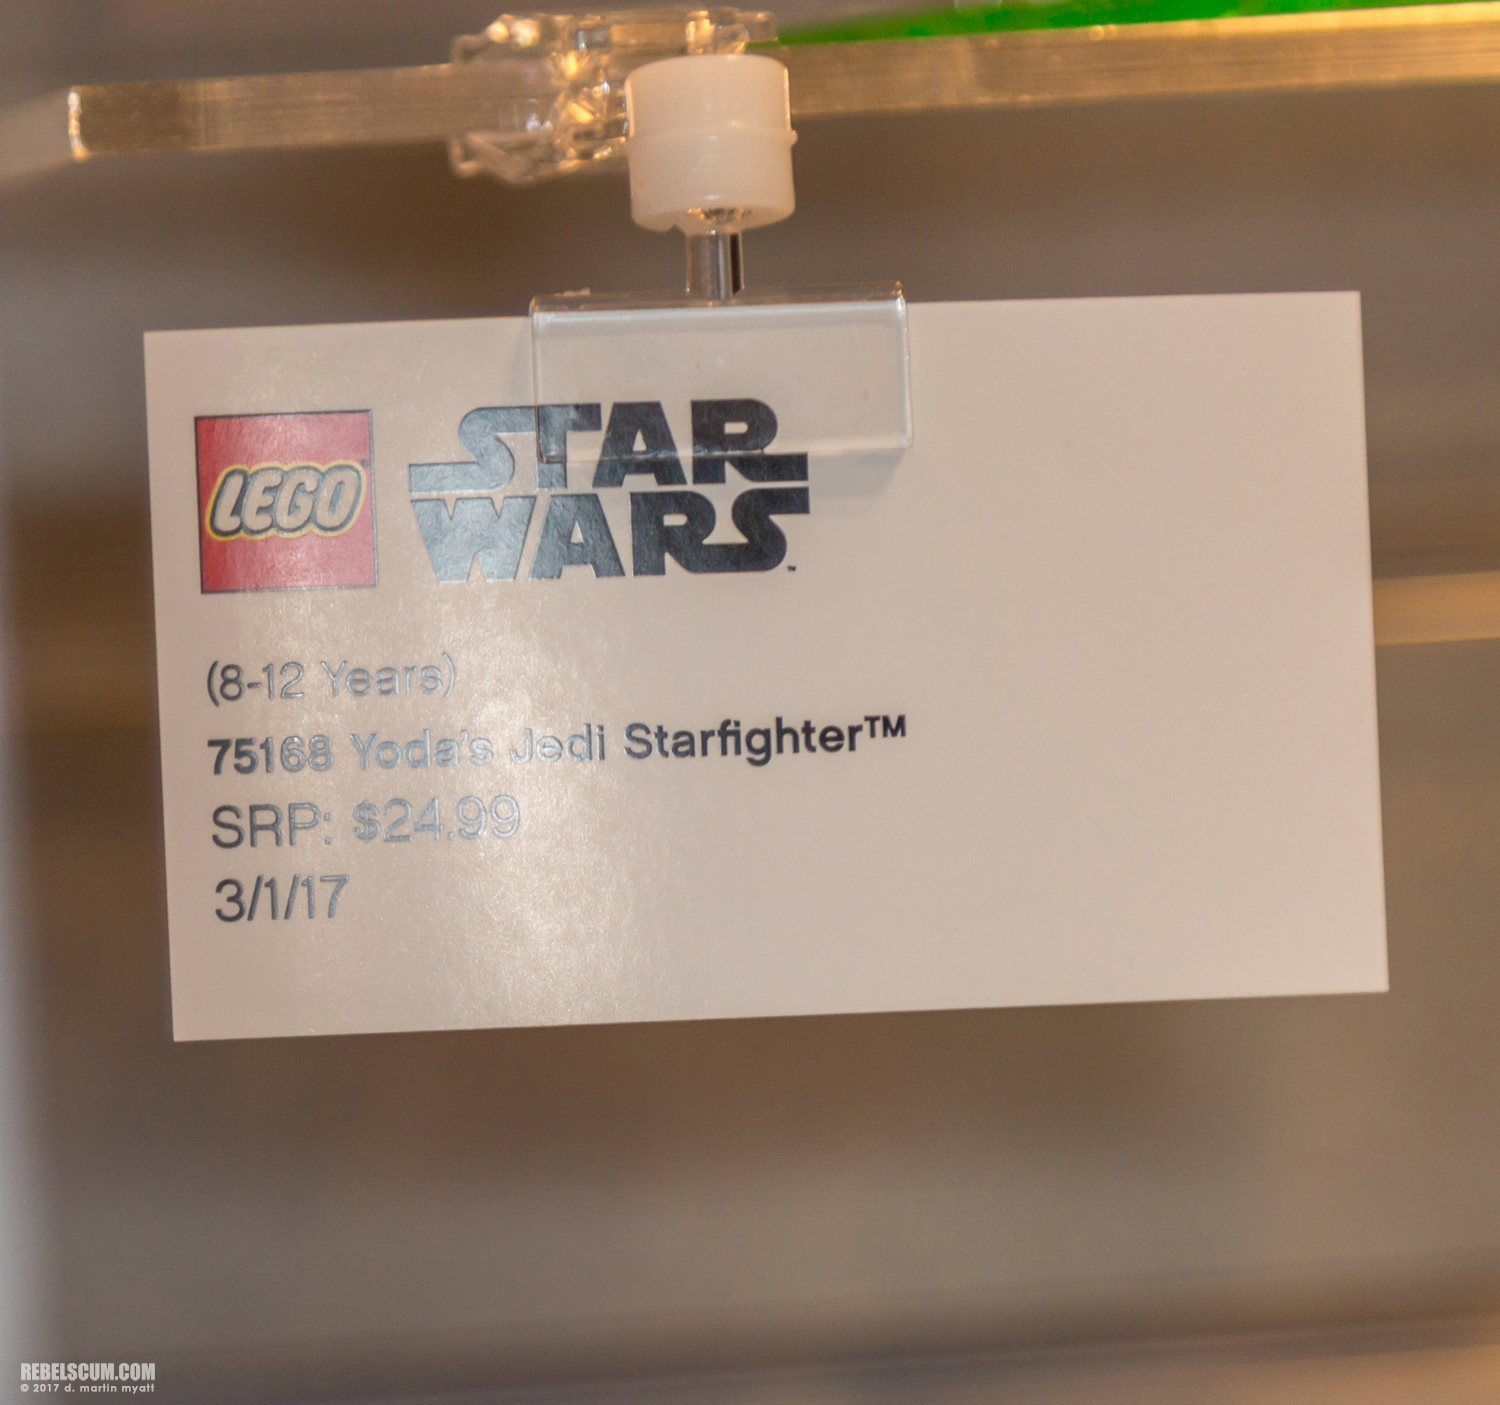 LEGO
STAR
WARS™
(8-12 Years)
75168 Yoda's Jedi Starfighter™
SRP: $24.99
3/1/17
REBELSCUM.COM
© 2017 d. martin myatt